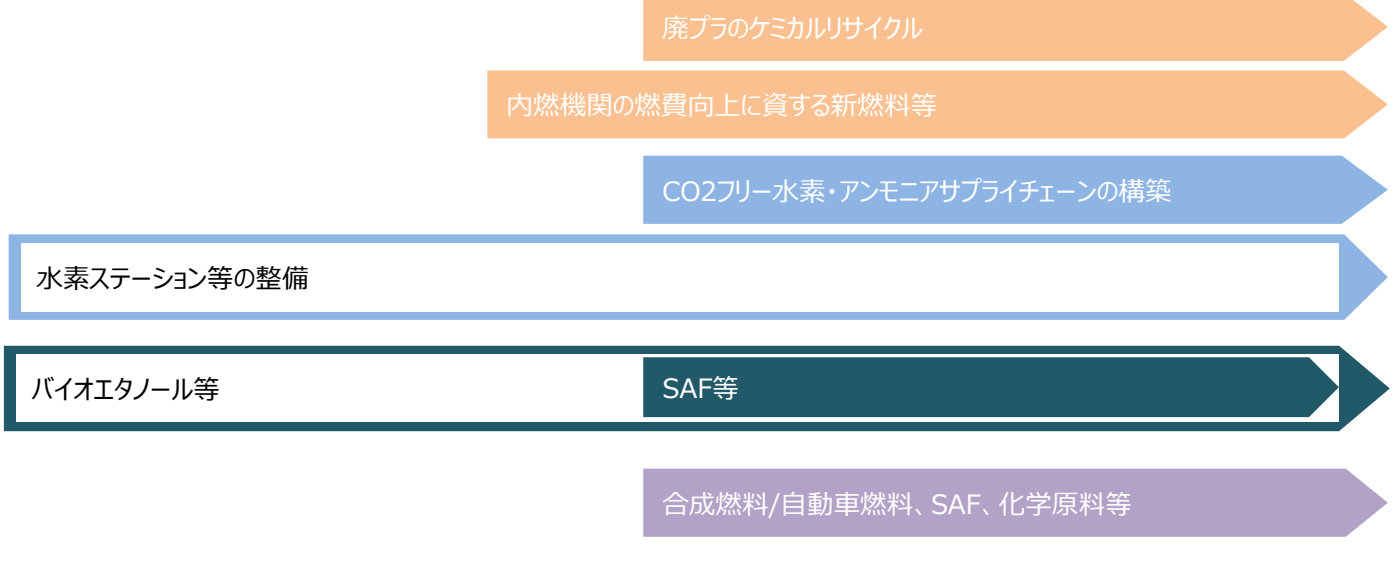 廃プラのケミカルリサイクル
内燃機関の燃費向上に資する新燃料等
CO2フリー水素・アンモニアサプライチェーンの構築
水素ステーション等の整備
バイオエタノール等
SAF等
合成燃料/自動車燃料、SAF、化学原料等